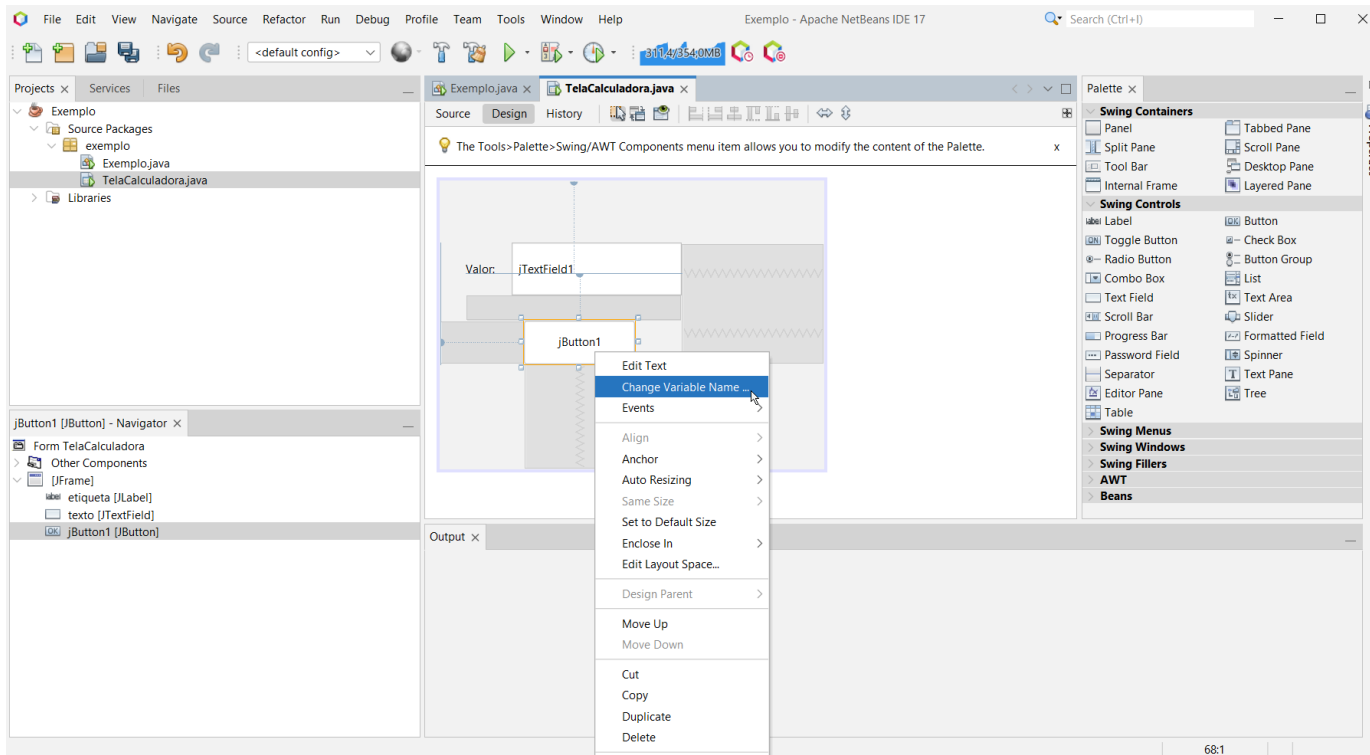 File Edit View Navigate Source Refactor Run Debug Profile Team Tools Window Help
Exemplo - Apache NetBeans IDE 17
Search (Ctrl+I)
<default config>
311,4/354,0MB
Projects Services Files
Exemplo
Source Packages
exemplo
Exemplo.java
TelaCalculadora.java
Libraries
jButton1 [JButton] - Navigator
Form TelaCalculadora
Other Components
[JFrame]
etiqueta [JLabel]
texto [JTextField]
jButton1 [JButton]
Exemplo.java TelaCalculadora.java
Source Design History
The Tools>Palette>Swing/AWT Components menu item allows you to modify the content of the Palette. x
Valor: jTextField1
jButton1
Edit Text
Change Variable Name ...
Events
Align
Anchor
Auto Resizing
Same Size
Set to Default Size
Enclose In
Edit Layout Space...
Design Parent
Move Up
Move Down
Cut
Copy
Duplicate
Delete
Output
Palette
Swing Containers
Panel Tabbed Pane
Split Pane Scroll Pane
Tool Bar Desktop Pane
Internal Frame Layered Pane
Swing Controls
label Label OK Button
ON Toggle Button Check Box
Radio Button Button Group
Combo Box List
Text Field tx Text Area
Scroll Bar Slider
Progress Bar Formatted Field
Password Field Spinner
Separator T Text Pane
Editor Pane Tree
Table
Swing Menus
Swing Windows
Swing Fillers
AWT
Beans
68:1